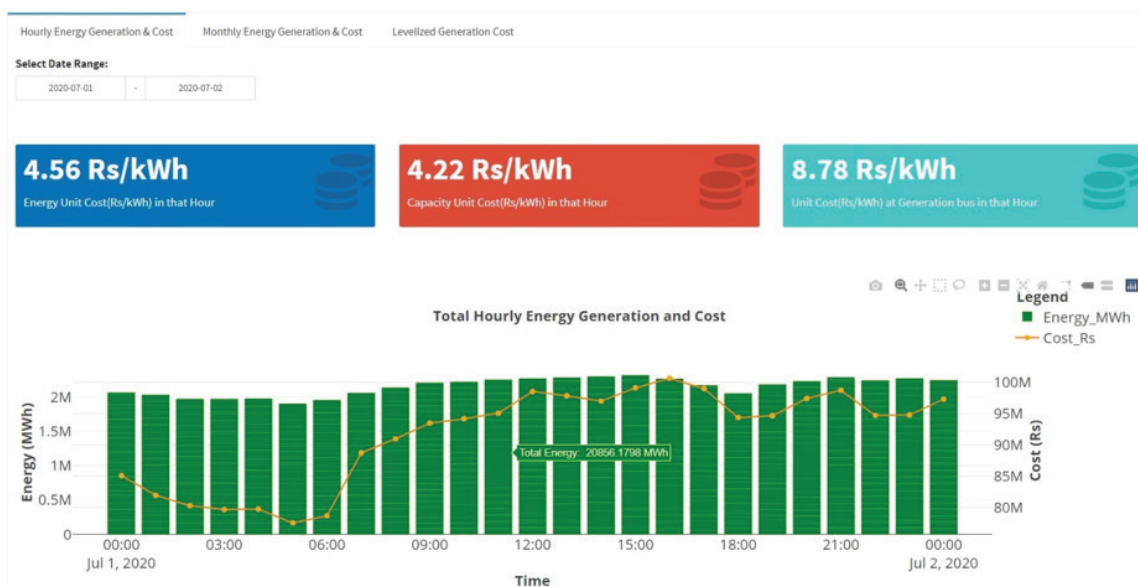 Hourly Energy Generation & Cost Monthly Energy Generation & Cost Levelized Generation Cost
Select Date Range:
2020-07-01 - 2020-07-02
4.56 Rs/kWh 4.22 Rs/kWh 8.78 Rs/kWh
Energy Unit Cost(Rs/kWh) in that Hour Capacity Unit Cost(Rs/kWh) in that Hour Unit Cost(Rs/kWh) at Generation bus in that Hour
Legend
Total Hourly Energy Generation and Cost
Energy_MWh
Cost_Rs
2M
1.5M
1M
0.5M
0
Energy (MWh)
Total Energy: 20856.1798 MWh
100M
95M
90M
85M
80M
Cost (Rs)
00:00 03:00 06:00 09:00 12:00 15:00 18:00 21:00 00:00
Jul 1, 2020 Jul 2, 2020
Time